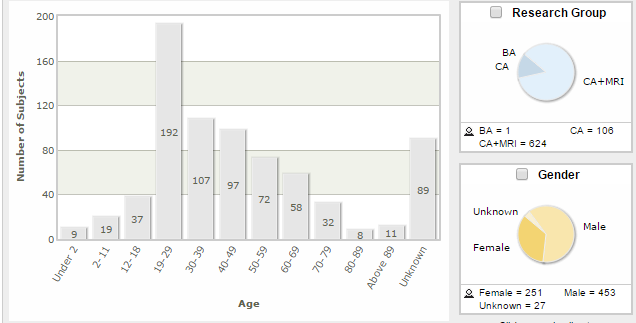 200
160
120
80
40
0
Number of Subjects
9
19
37
192
107
97
72
58
32
8
11
89
Under 2
2-11
12-18
19-29
30-39
40-49
50-59
60-69
70-79
80-89
Above 89
Unknown
Age
Research Group
BA
CA
CA+MRI
BA = 1 CA = 106
CA+MRI = 624
Gender
Unknown
Male
Female
Female = 251 Male = 453
Unknown = 27